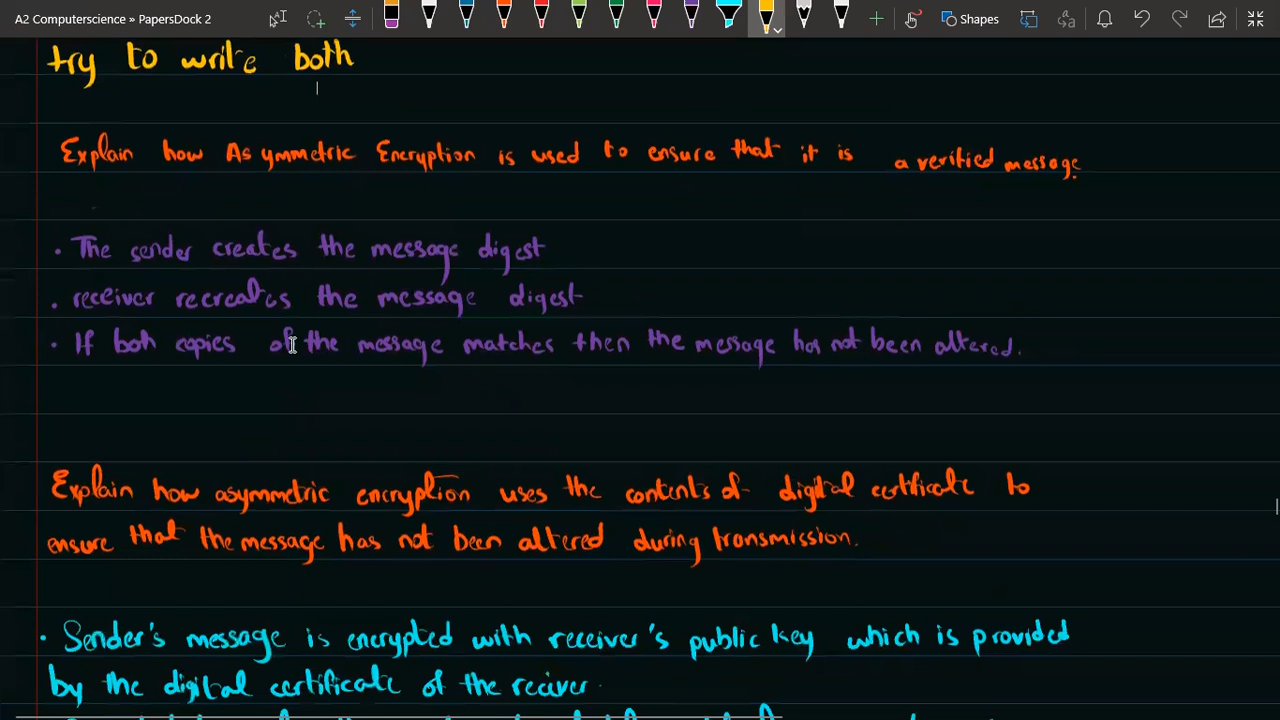 A2 Computerscience » PapersDock 2
Shapes
try to write both
Explain how Asymmetric Encryption is used to ensure that it is a verified message.
• The sender creates the message digest
• receiver recreates the message digest
• If both copies of the message matches then the message has not been altered.
Explain how asymmetric encryption uses the contents of digital certificate to
ensure that the message has not been altered during transmission.
• Sender's message is encrypted with receiver's public key which is provided
by the digital certificate of the reciver.